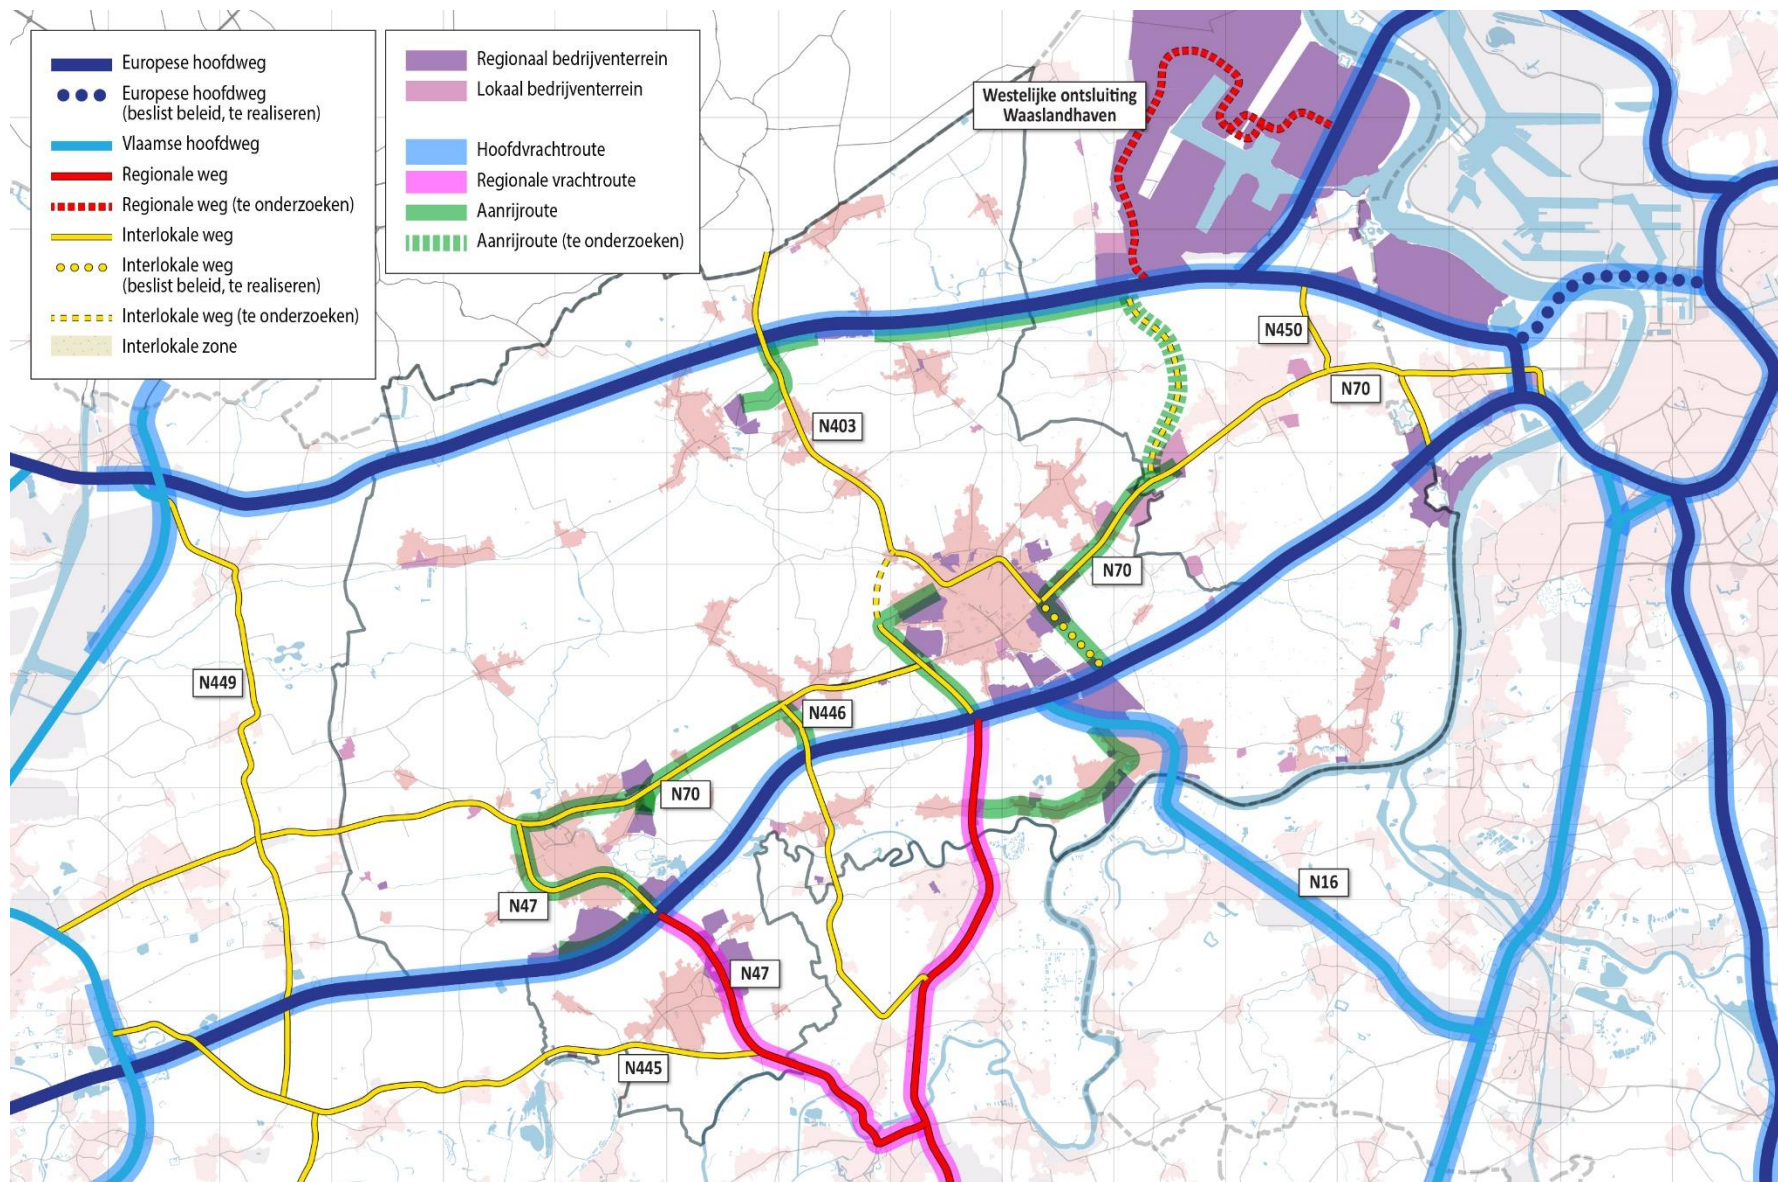 Europese hoofdweg
Europese hoofdweg
(beslist beleid, te realiseren)
Vlaamse hoofdweg
Regionale weg
Regionale weg (te onderzoeken)
Interlokale weg
Interlokale weg
(beslist beleid, te realiseren)
Interlokale weg (te onderzoeken)
Interlokale zone
Regionaal bedrijventerrein
Lokaal bedrijventerrein
Hoofdvrachtroute
Regionale vrachtroute
Aanrijroute
Aanrijroute (te onderzoeken)
Westelijke ontsluiting
Waaslandhaven
N450
N70
N403
N70
N449
N446
N70
N47
N16
N47
N445